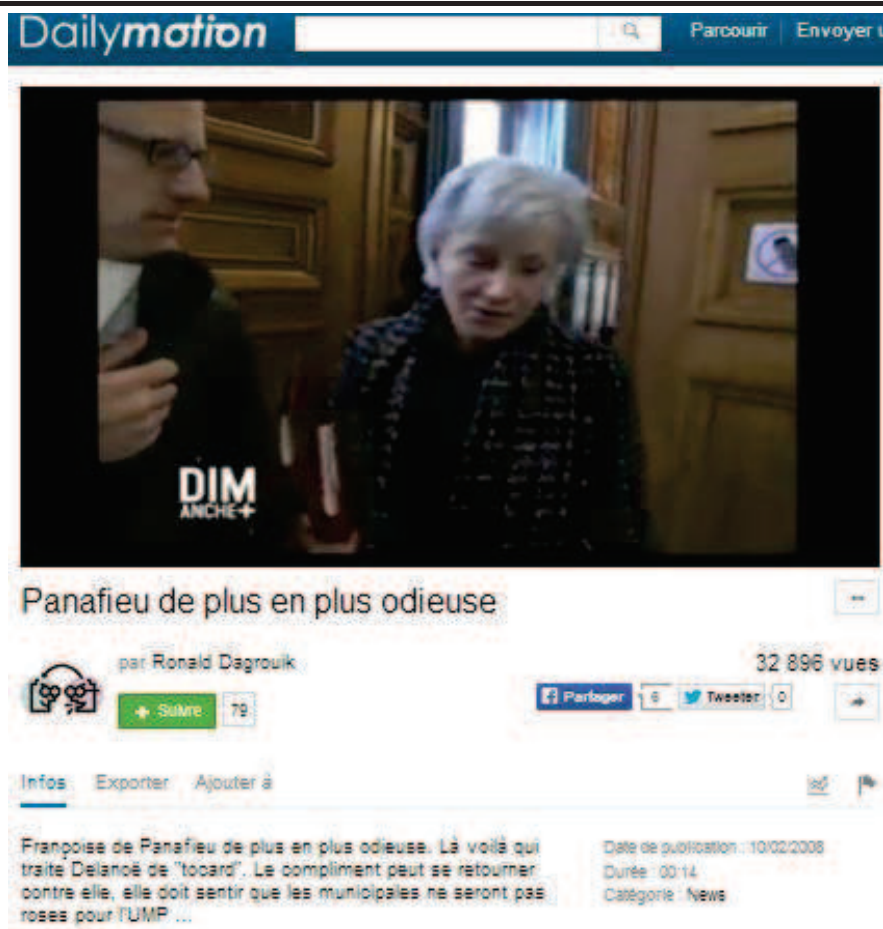 Dailymotion
Parcourir Envoyer u
DIM
ANCHE+
Panafieu de plus en plus odieuse
par Ronald Dagrouik
32 896 vues
+ Suivre 79
Partager 6 Tweeter 0
Infos Exporter Ajouter à
Françoise de Panafieu de plus en plus odieuse. Là voilà qui
traite Delanoë de "tocard". Le compliment peut se retourner
contre elle, elle doit sentir que les municipales ne seront pas
roses pour l'UMP ...
Date de publication : 10/02/2008
Durée : 00:14
Catégorie : News